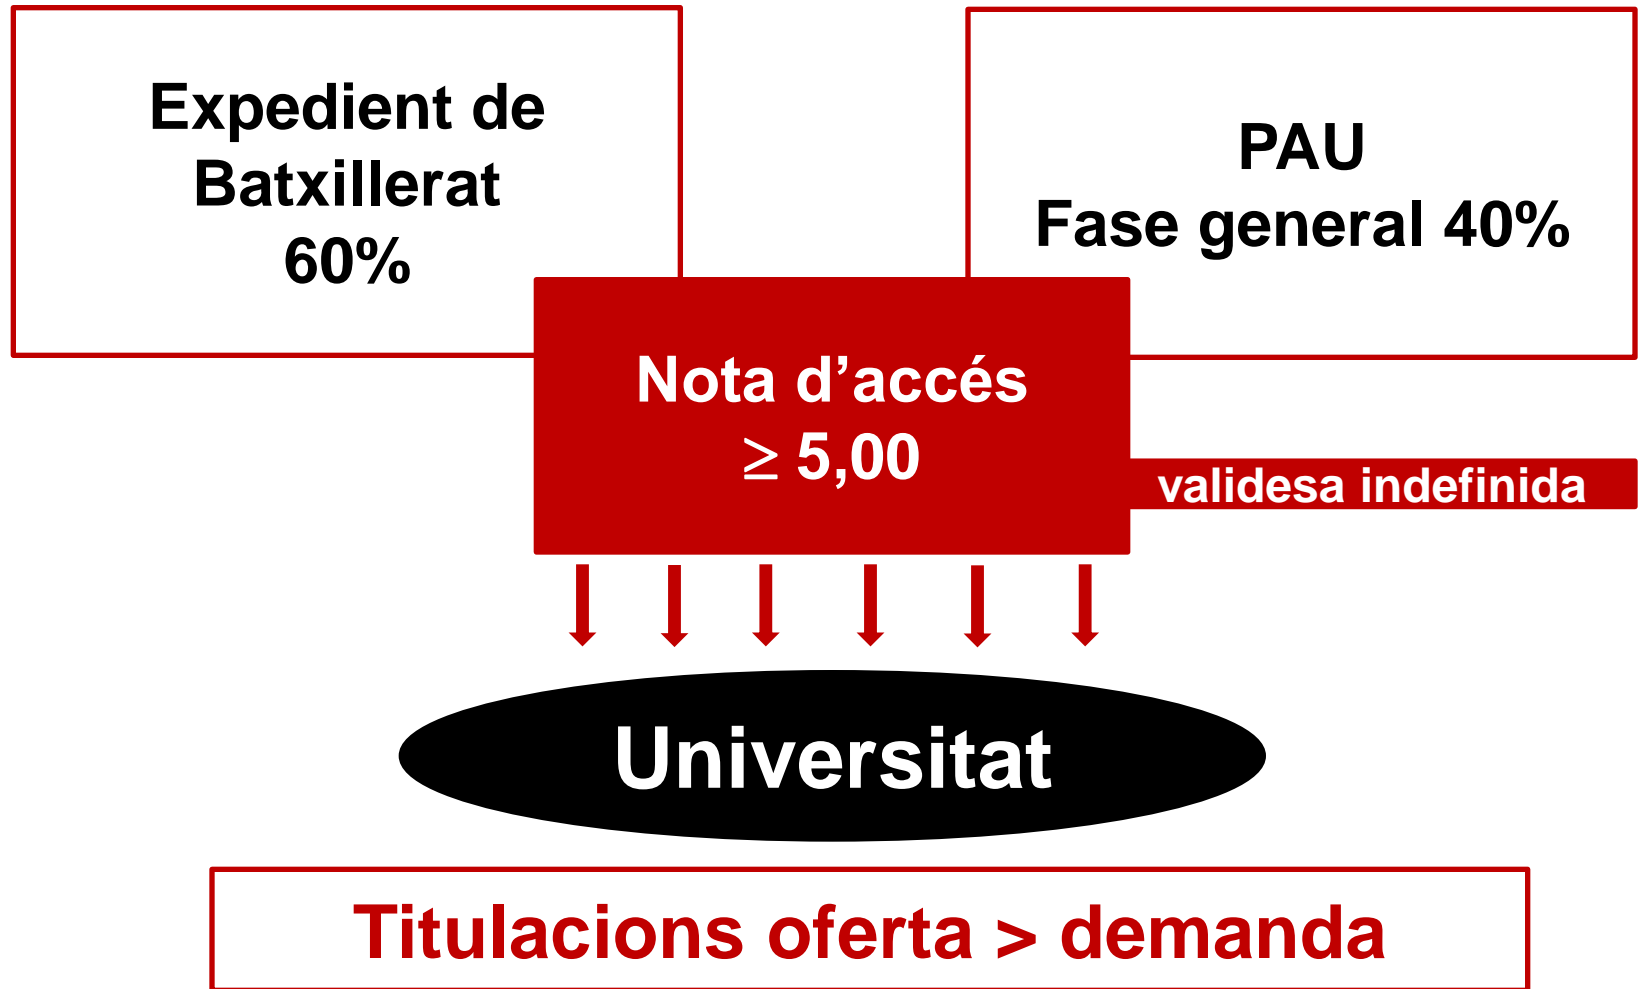 Expedient de
Batxillerat
60%
PAU
Fase general 40%
Nota d’accés
≥ 5,00
validesa indefinida
Universitat
Titulacions oferta > demanda